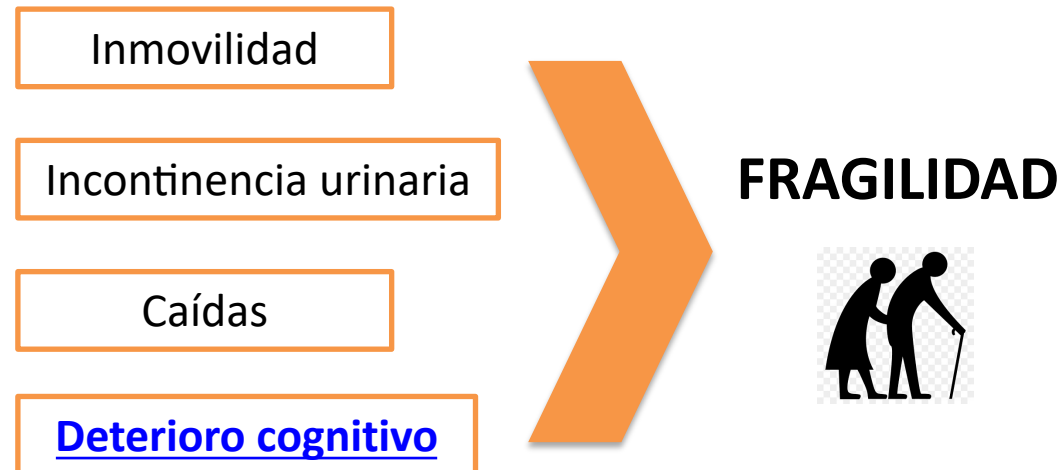 Inmovilidad
Incontinencia urinaria
Caídas
Deterioro cognitivo
FRAGILIDAD